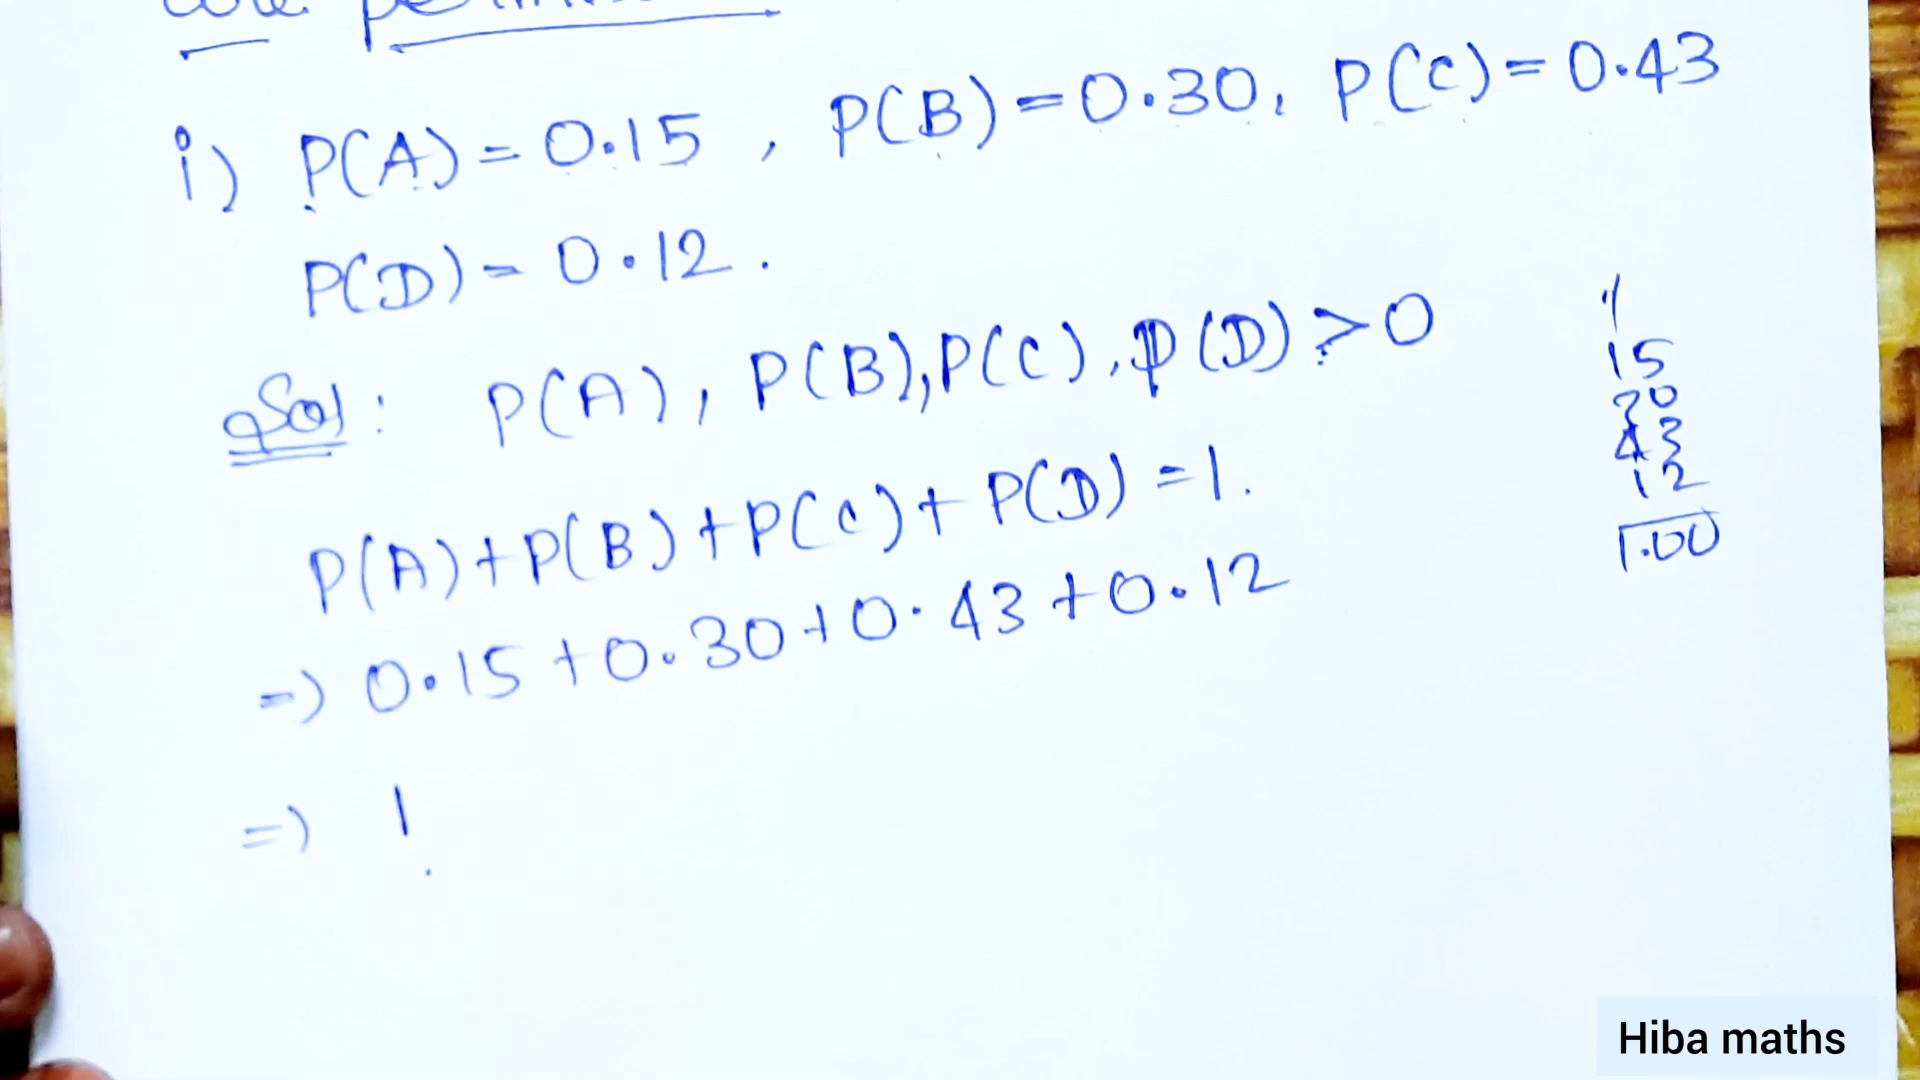 i) P(A) = 0.15 , P(B) = 0.30, P(C) = 0.43
P(D) = 0.12 .
Sol : P(A), P(B), P(C), P(D) > 0
P(A) + P(B) + P(C) + P(D) = 1.
=) 0.15 + 0.30 + 0.43 + 0.12
=) 1.
1
15
30
43
12
1.00
Hiba maths